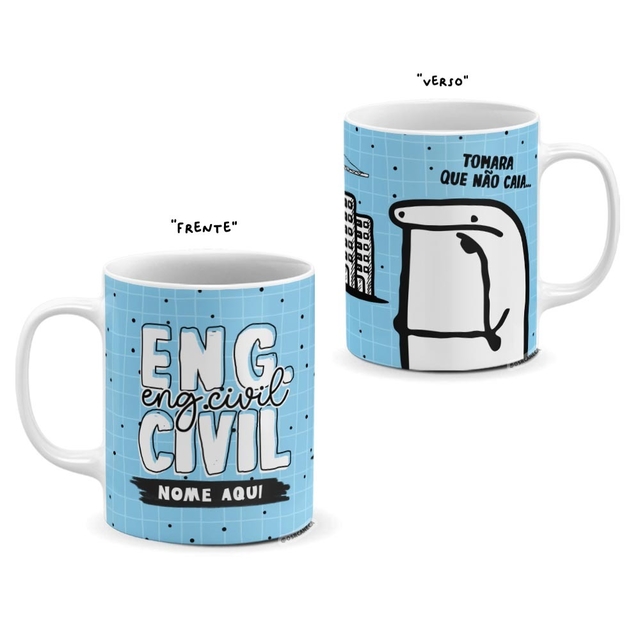 "VERSO"
TOMARA
QUE NÃO CAIA...
"FRENTE"
ENG.
eng.civil
CIVIL
NOME AQUI